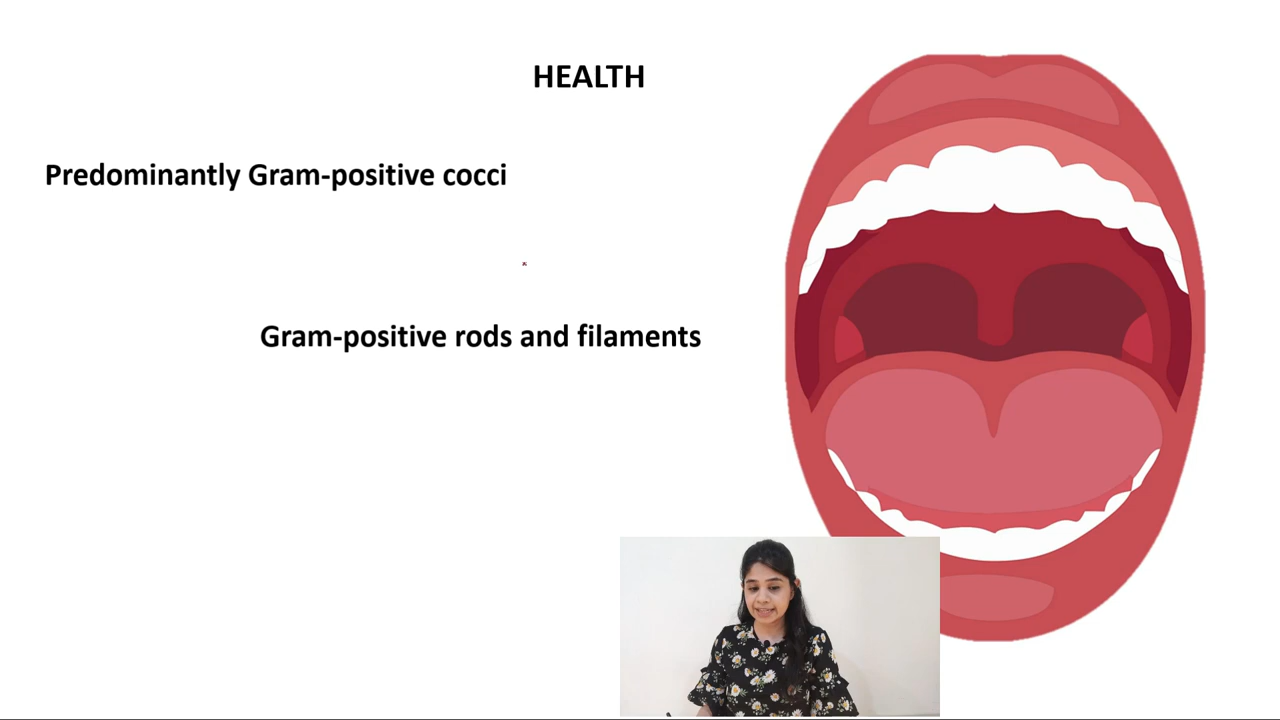 HEALTH
Predominantly Gram-positive cocci
Gram-positive rods and filaments